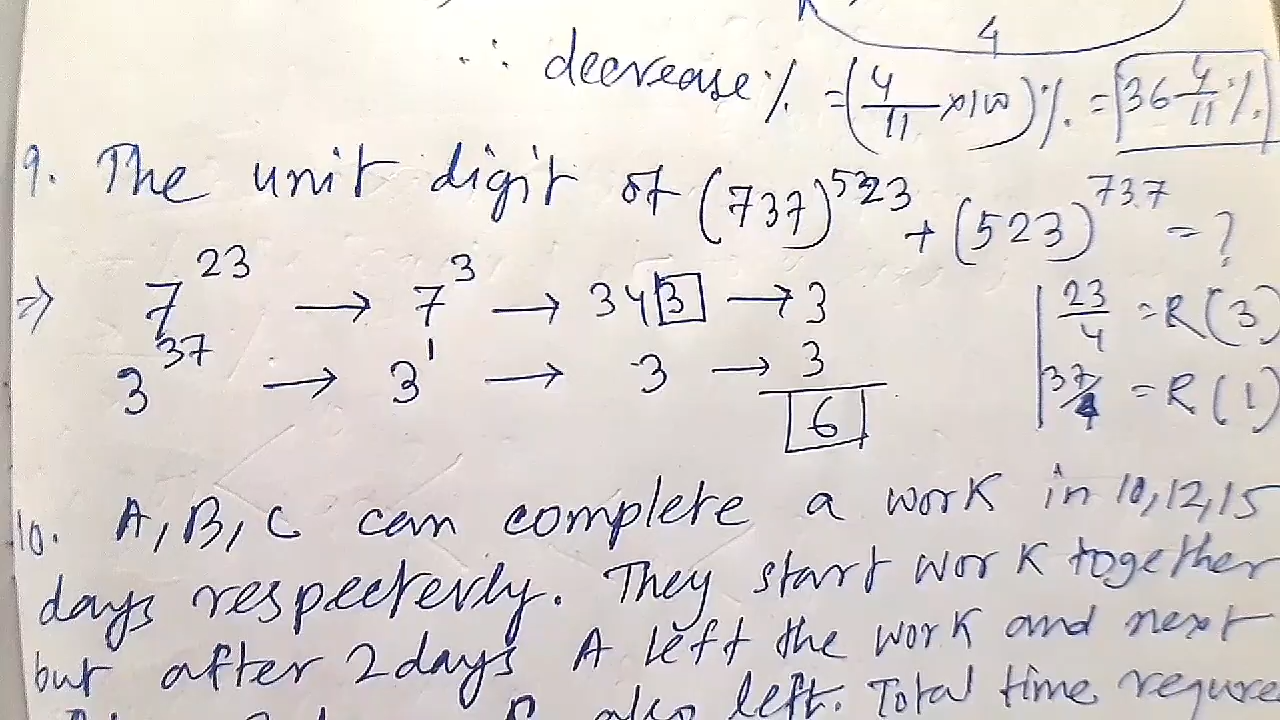 4
∴ decrease % = (4/11 × 100) % = 36 4/11 %
9. The unit digit of (737)^523 + (523)^737 = ?
⇒ 7^23 → 7^3 → 343 → 3 | 23/4 = R(3)
3^37 → 3^1 → 3 → 3 | 37/4 = R(1)
6
10. A, B, C can complete a work in 10, 12, 15
days respecterly. They start work together
but after 2 days A left the work and next
also left. Total time require